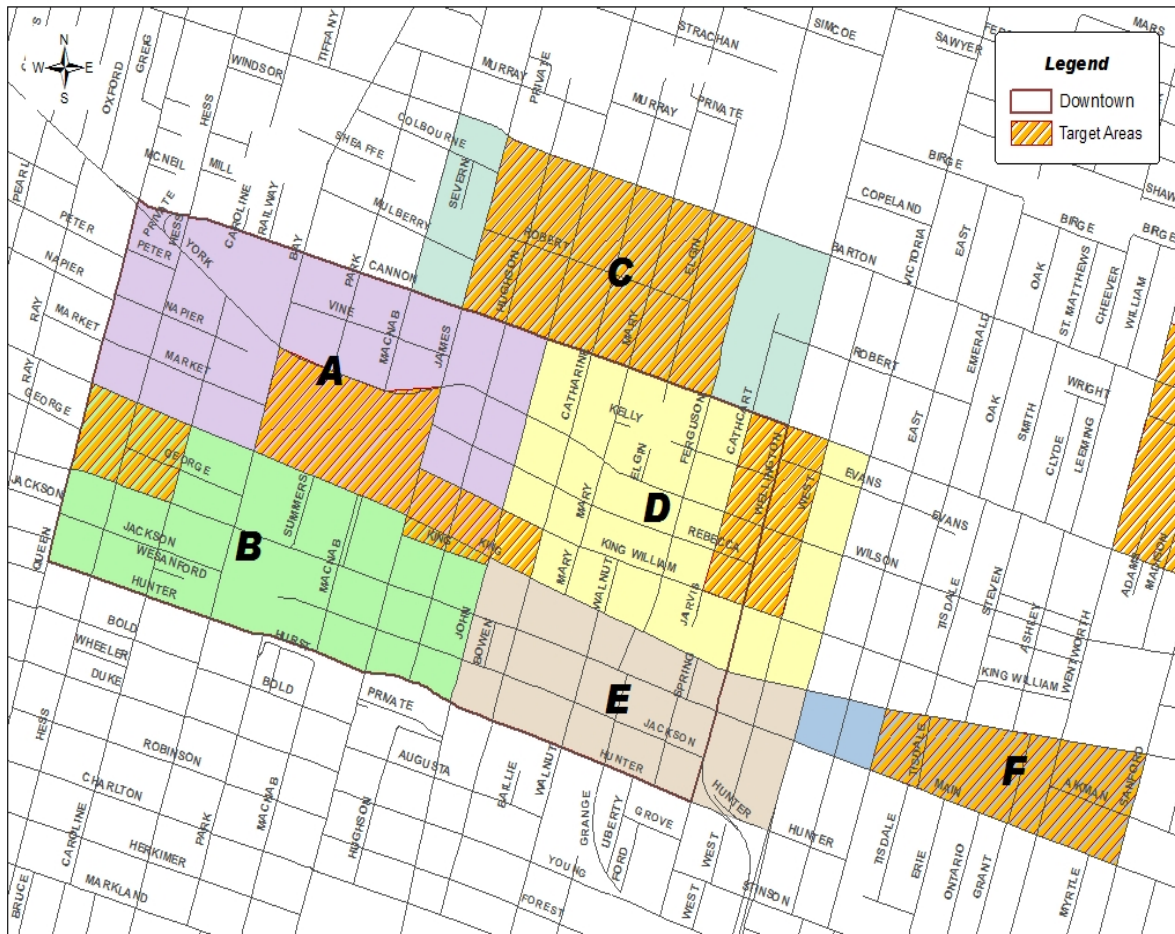 N
W E
S
Legend
Downtown
Target Areas
STRACHAN
SIMCOE
SAWYER
MARS
TIFFANY
GREIG
OXFORD
WINDSOR
HESS
MURRAY
PRIVATE
MURRAY
PRIVATE
COLBOURNE
SHEAFFE
SEVERN
BIRGE
COPELAND
BIRGE
BIRGE
MCNEIL
MILL
PEARL
PRIVATE
HESS
CAROLINE
RAILWAY
BAY
MULBERRY
PETER
PETER
YORK
PARK
CANNON
ROBERT
HUGHSON
ELGIN
MARY
C
BARTON
VICTORIA
EAST
OAK
ST. MATTHEWS
CHEEVER
WILLIAM
NAPIER
NAPIER
VINE
MACNAB
JAMES
RAY
MARKET
MARKET
A
CATHARINE
ROBERT
EMERALD
WRIGHT
RAY
GEORGE
KELLY
FERGUSON
CATHCART
ELGIN
EAST
OAK
SMITH
CLYDE
LEEMING
GEORGE
SUMMERS
MARY
D
WELLINGTON
WEST
EVANS
EVANS
JACKSON
JACKSON
QUEEN
WESANFORD
B
MACNAB
KING
KING
REBECCA
KING WILLIAM
WILSON
HUNTER
MARY
WALNUT
JARVIS
TISDALE
STEVEN
ASHLEY
WENTWORTH
ADAMS
MADISON
BOLD
WHEELER
HURST
JOHN
BOWEN
SPRING
KING WILLIAM
DUKE
BOLD
PRIVATE
E
JACKSON
HUNTER
TISDALE
MAIN
F
AIKMAN
SANFORD
HESS
ROBINSON
AUGUSTA
BAILLIE
WALNUT
HUNTER
HUNTER
CHARLTON
MACNAB
HUGHSON
GRANGE
LIBERTY
FORD
GROVE
WEST
TISDALE
ERIE
ONTARIO
GRANT
MYRTLE
CAROLINE
PARK
HERKIMER
YOUNG
WEST
STINSON
BRUCE
MARKLAND
FOREST